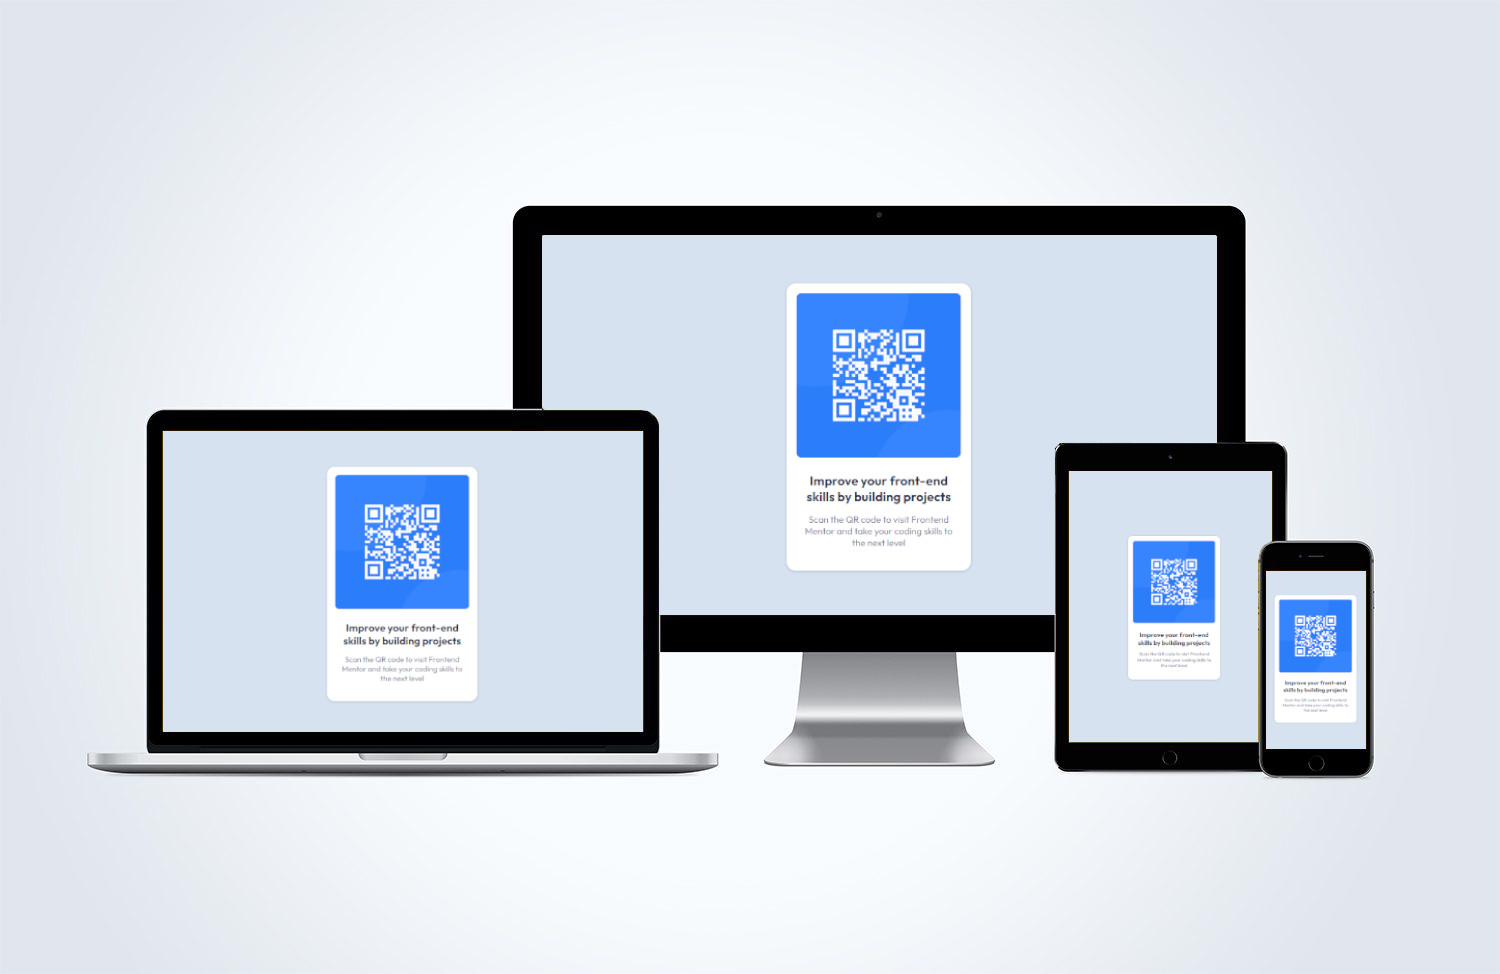 Improve your front-end
skills by building projects
Scan the QR code to visit Frontend
Mentor and take your coding skills to
the next level
Improve your front-end
skills by building projects
Scan the QR code to visit Frontend
Mentor and take your coding skills to
the next level
Improve your front-end
skills by building projects
Scan the QR code to visit Frontend
Mentor and take your coding skills to
the next level
Improve your front-end
skills by building projects
Scan the QR code to visit Frontend
Mentor and take your coding skills to
the next level